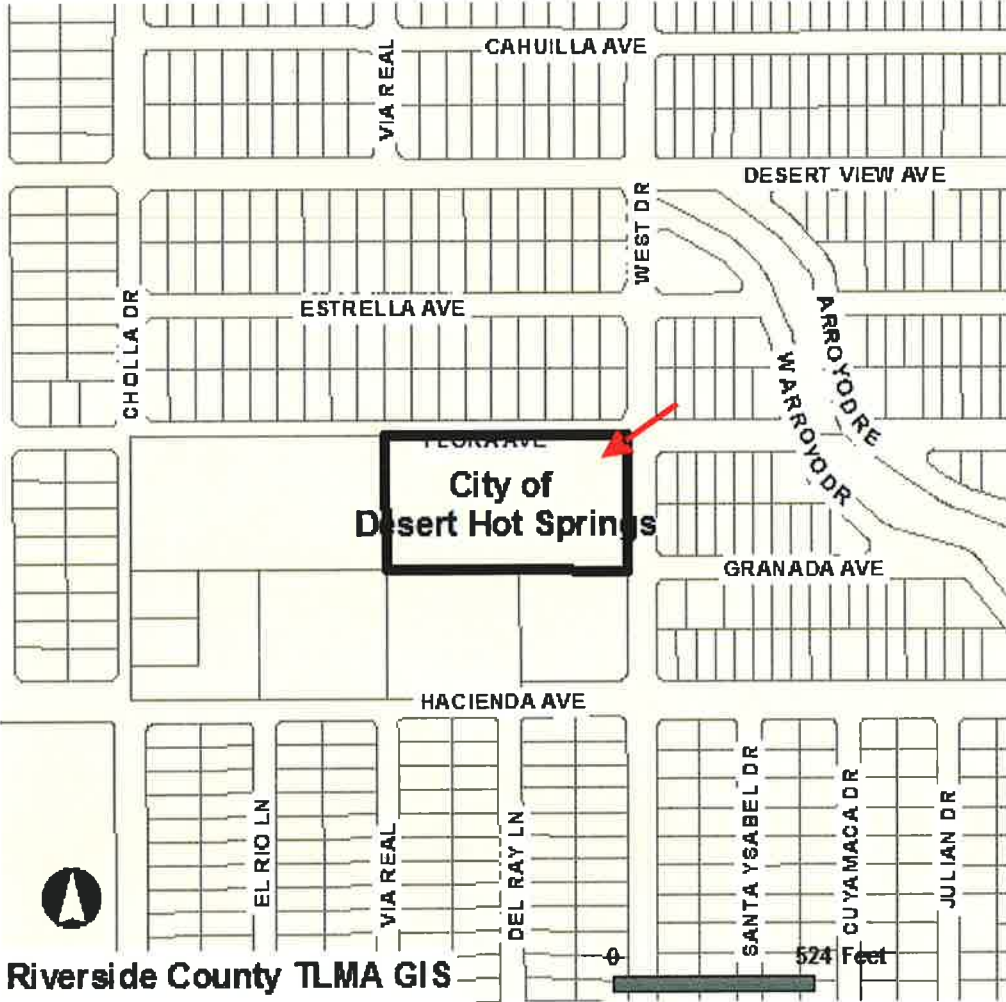 CAHUILLA AVE
VIA REAL
DESERT VIEW AVE
WEST DR
CHOLLA DR
ESTRELLA AVE
ARROYO DR E
W ARROYO DR
FLORA AVE
City of
Desert Hot Springs
GRANADA AVE
HACIENDA AVE
EL RIO LN
VIA REAL
DEL RAY LN
SANTA YSABEL DR
CUYAMACA DR
JULIAN DR
0 524 Feet
Riverside County TLMA GIS